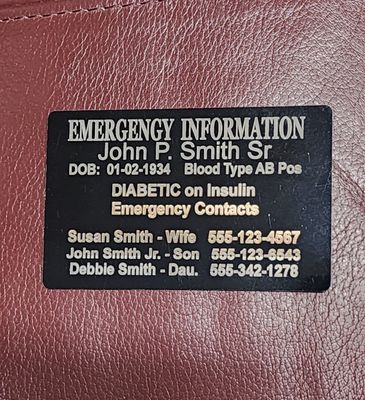 EMERGENCY INFORMATION
John P. Smith Sr
DOB: 01-02-1934 Blood Type AB Pos
DIABETIC on Insulin
Emergency Contacts
Susan Smith - Wife 555-123-4567
John Smith Jr. - Son 555-123-6543
Debbie Smith - Dau. 555-342-1278